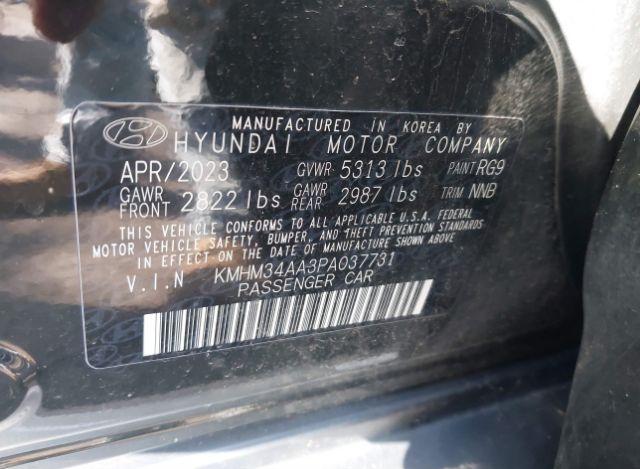 MANUFACTURED IN KOREA BY
HYUNDAI MOTOR COMPANY
APR/2023 GVWR 5313 lbs PAINT RG9
GAWR FRONT 2822 lbs GAWR REAR 2987 lbs TRIM NNB
THIS VEHICLE CONFORMS TO ALL APPLICABLE U.S.A. FEDERAL
MOTOR VEHICLE SAFETY, BUMPER, AND THEFT PREVENTION STANDARDS
IN EFFECT ON THE DATE OF MANUFACTURE SHOWN ABOVE
V.I.N KMHM34AA3PA037731
PASSENGER CAR